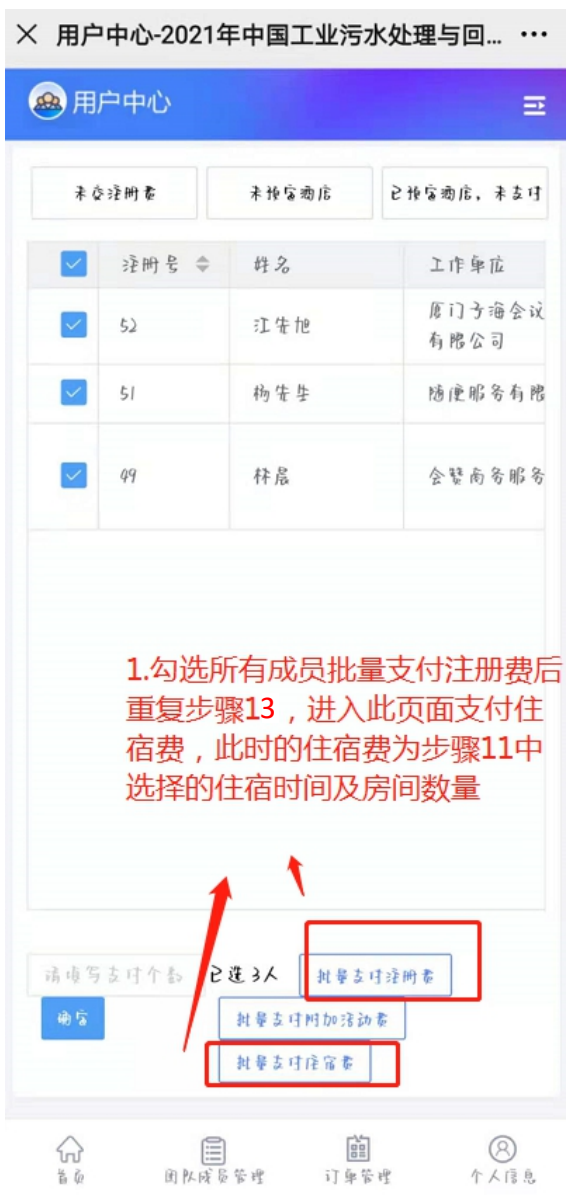 用户中心-2021年中国工业污水处理与回...
用户中心
未交注册费 未预定酒店 已预定酒店，未支付
注册号 姓名 工作单位
52 江先旭 厦门子海会议
有限公司
51 杨先生 随便服务有限
49 林晨 会赞商务服务
1.勾选所有成员批量支付注册费后
重复步骤13，进入此页面支付住
宿费，此时的住宿费为步骤11中
选择的住宿时间及房间数量
请填写支付个数 已选3人 批量支付注册费
确定 批量支付附加活动费
批量支付住宿费
首页 团队成员管理 订单管理 个人信息